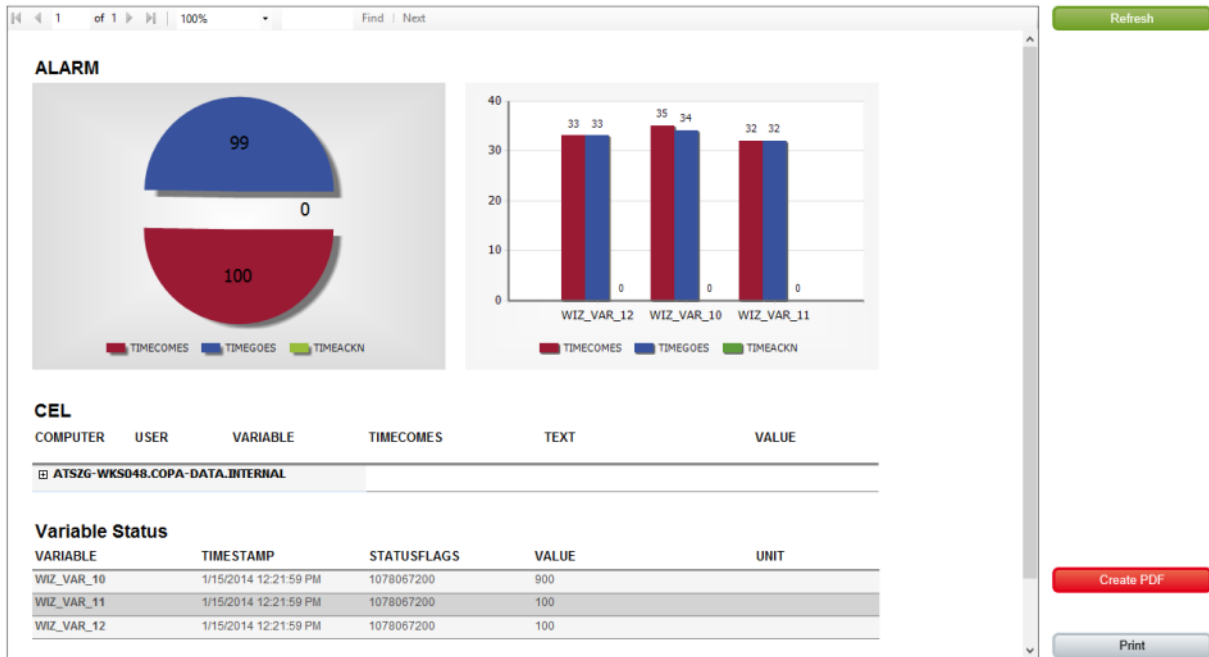 1 of 1 100% Find | Next
Refresh
ALARM
99
0
100
TIMECOMES TIMEGOES TIMEACKN
40
30
20
10
0
33 33 0
35 34 0
32 32 0
WIZ_VAR_12 WIZ_VAR_10 WIZ_VAR_11
TIMECOMES TIMEGOES TIMEACKN
CEL
COMPUTER USER VARIABLE TIMECOMES TEXT VALUE
ATSZG-WKS048.COPA-DATA.INTERNAL
Variable Status
VARIABLE TIMESTAMP STATUSFLAGS VALUE UNIT
WIZ_VAR_10 1/15/2014 12:21:59 PM 1078067200 900
WIZ_VAR_11 1/15/2014 12:21:59 PM 1078067200 100
WIZ_VAR_12 1/15/2014 12:21:59 PM 1078067200 100
Create PDF
Print